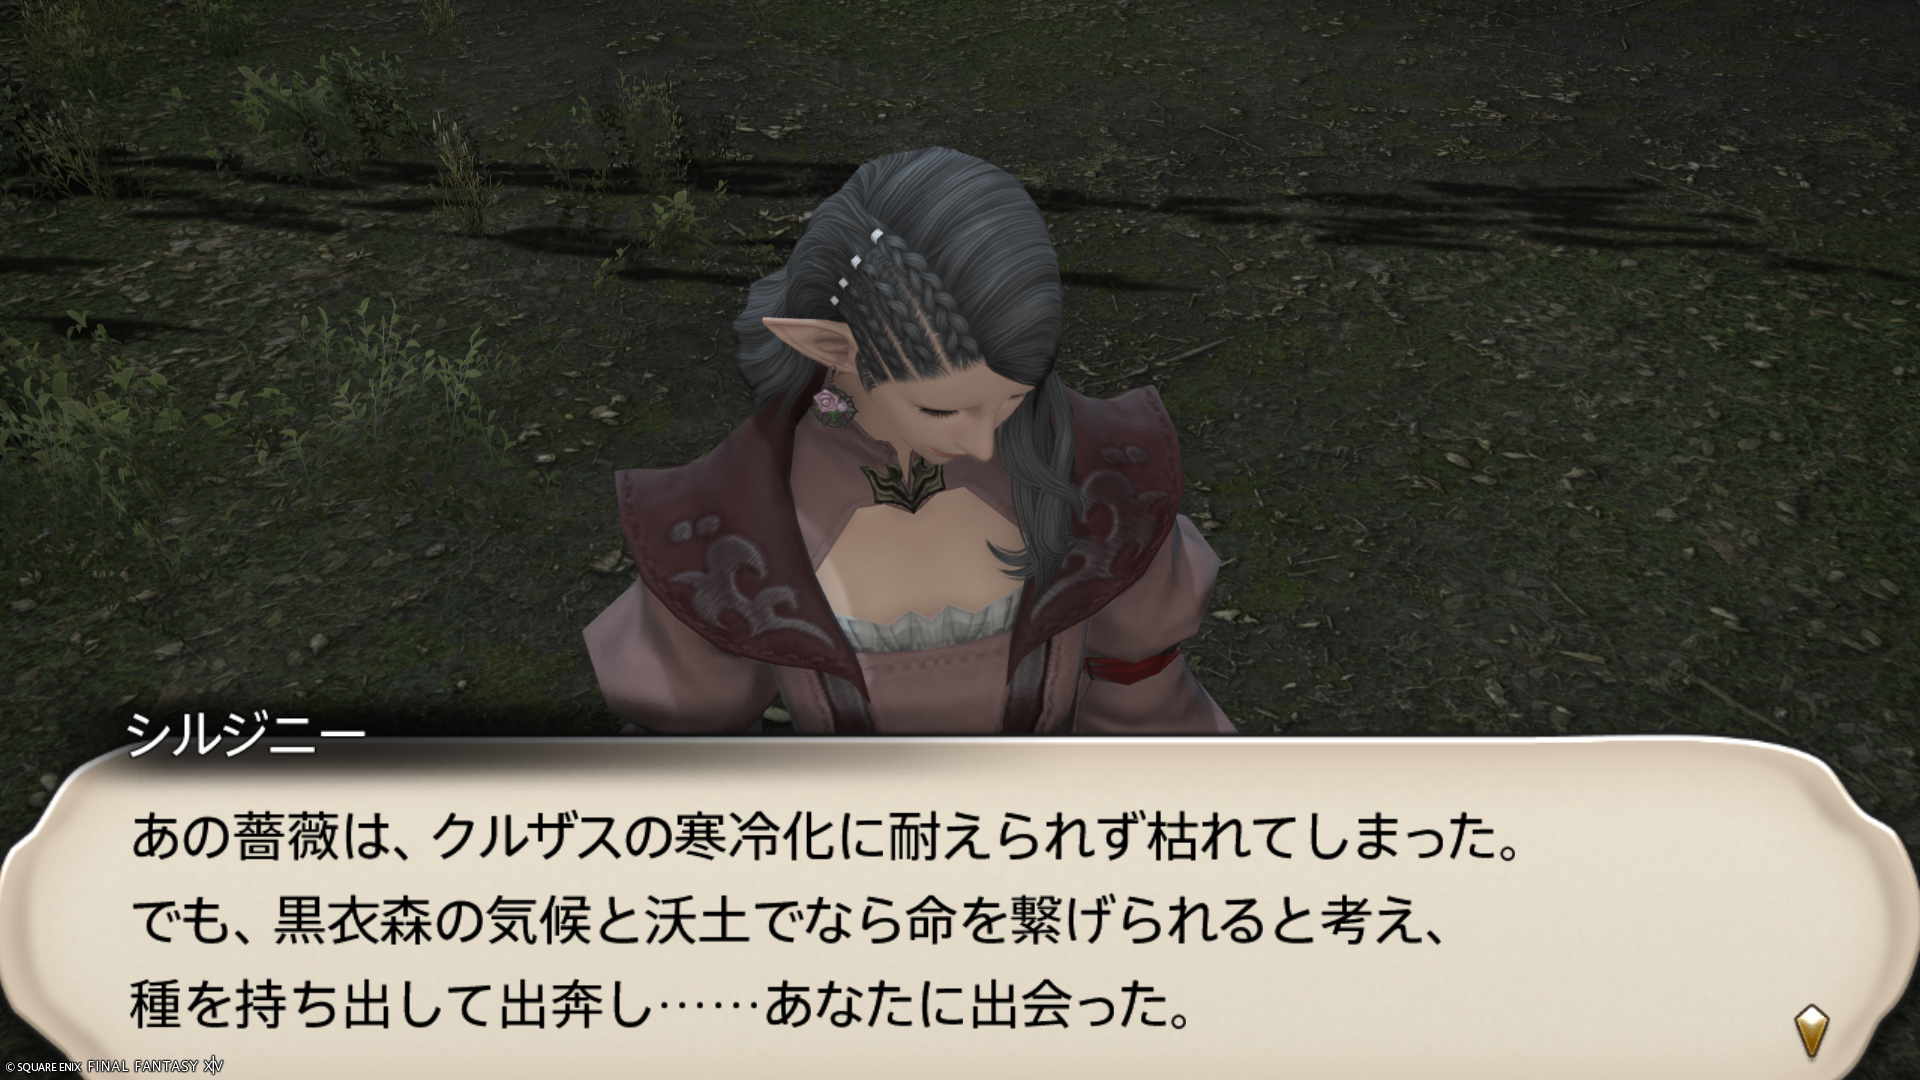 シルジニー
あの薔薇は、クルザスの寒冷化に耐えられず枯れてしまった。
でも、黒衣森の気候と沃土でなら命を繋げられると考え、
種を持ち出して出奔し……あなたに出会った。
© SQUARE ENIX FINAL FANTASY XIV